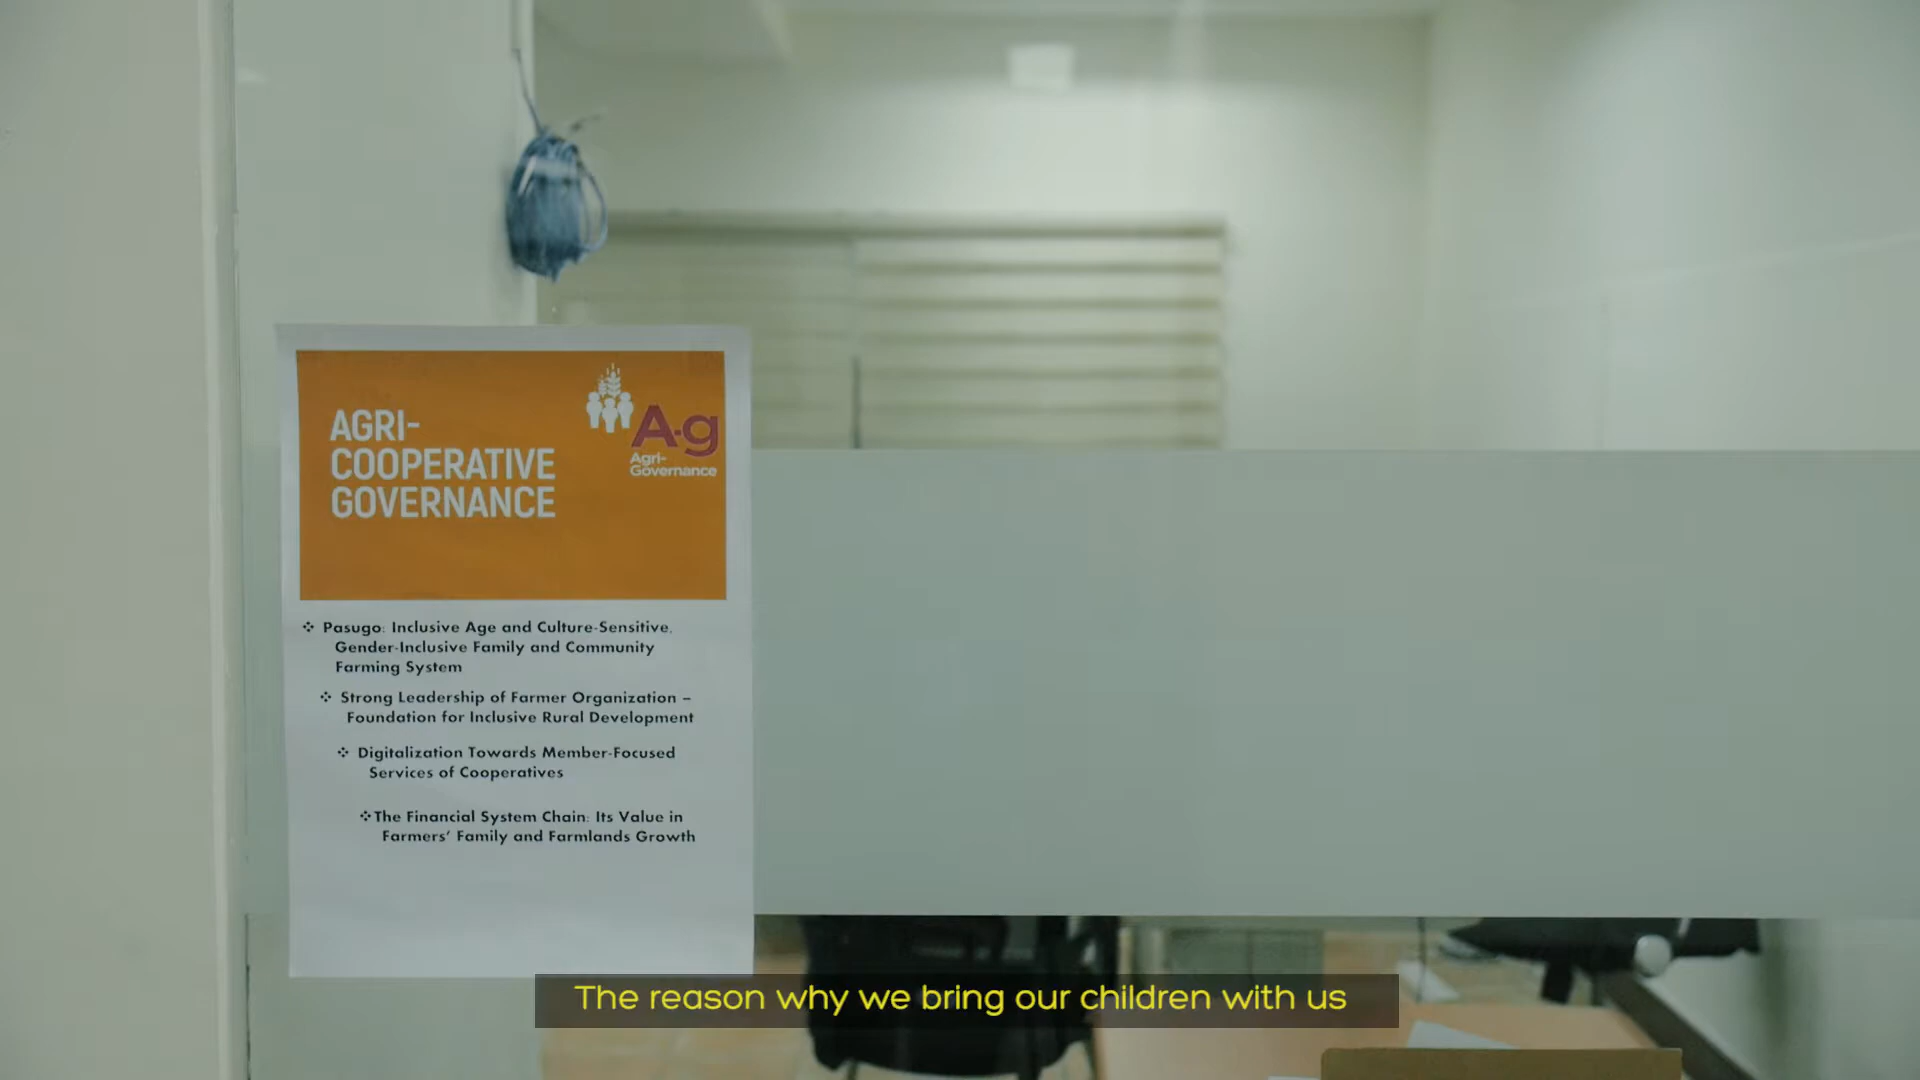 AGRI-
COOPERATIVE
GOVERNANCE
A-g
Agri-
Governance
❖ Pasugo: Inclusive Age and Culture-Sensitive,
Gender-Inclusive Family and Community
Farming System
❖ Strong Leadership of Farmer Organization –
Foundation for Inclusive Rural Development
❖ Digitalization Towards Member-Focused
Services of Cooperatives
❖The Financial System Chain: Its Value in
Farmers' Family and Farmlands Growth
The reason why we bring our children with us